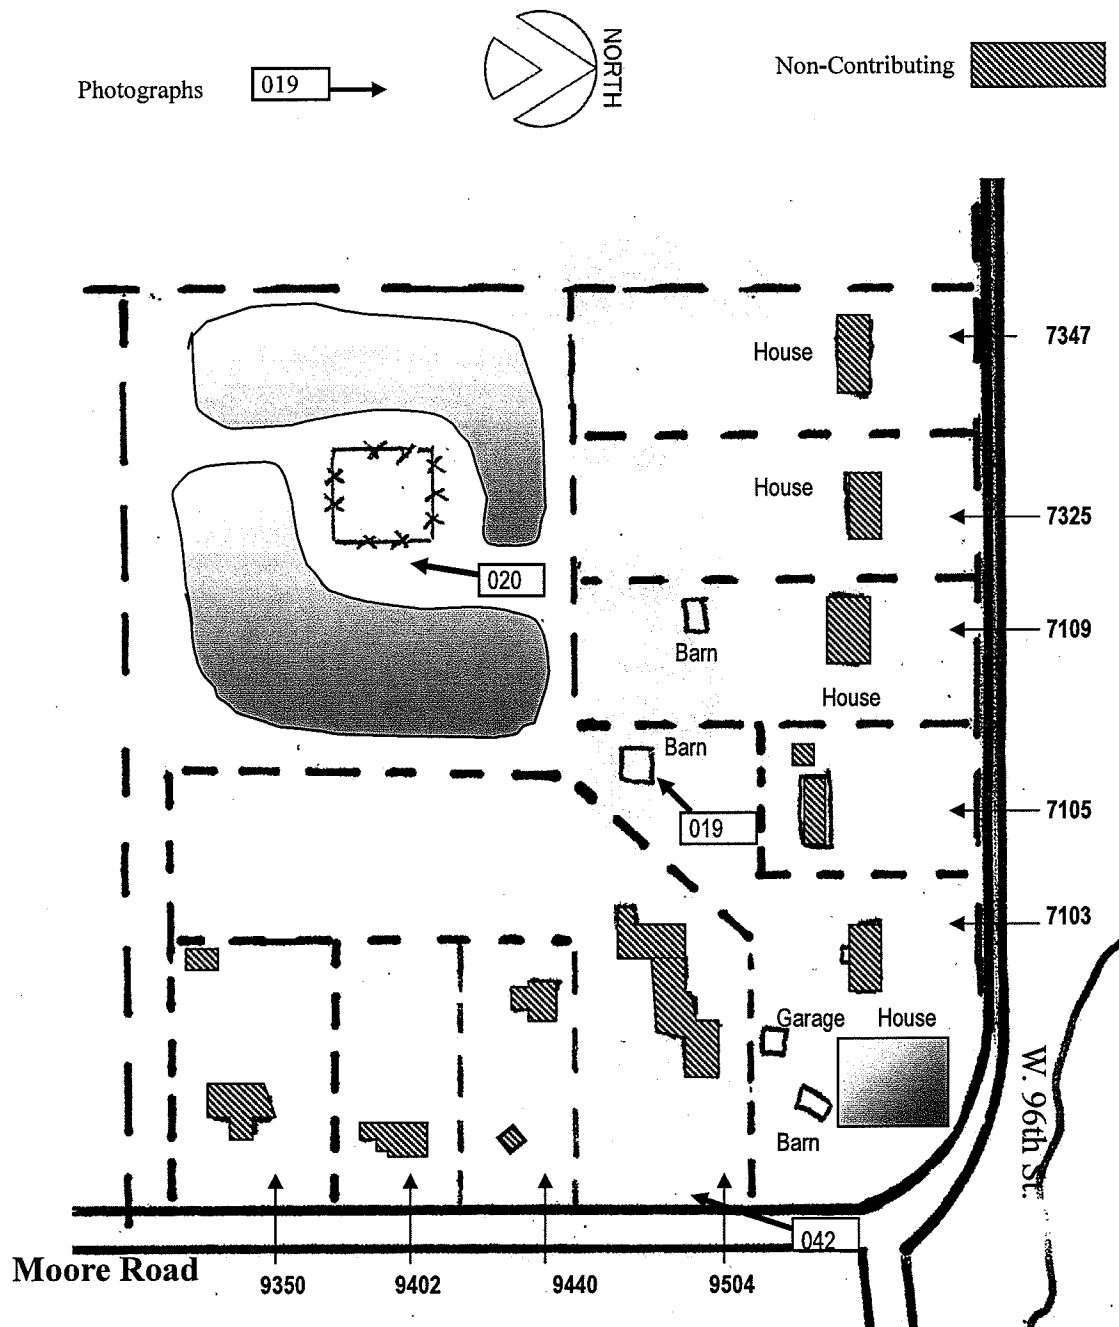 NORTH
Photographs
019
Non-Contributing
House
7347
House
7325
020
Barn
House
7109
Barn
019
7105
7103
Garage
House
Barn
W. 96th St.
042
Moore Road
9350
9402
9440
9504